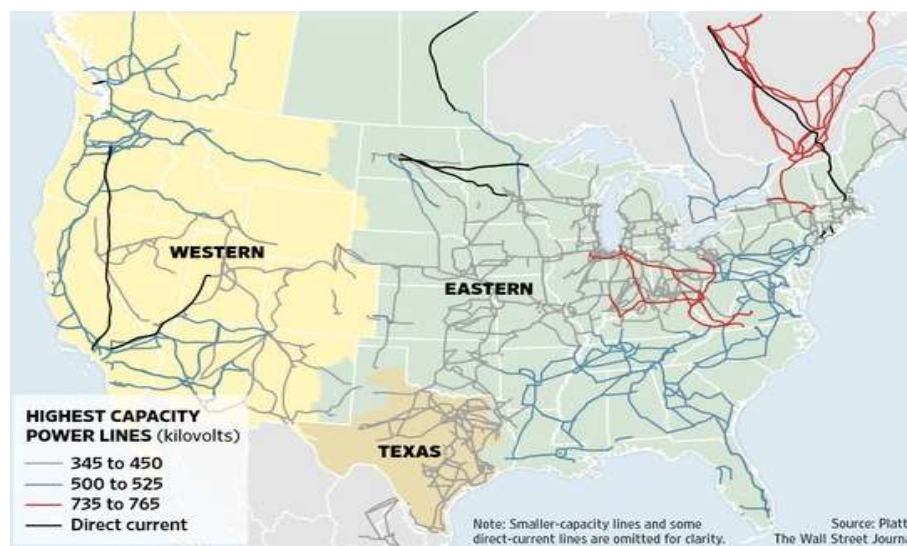 WESTERN
EASTERN
TEXAS
HIGHEST CAPACITY
POWER LINES (kilovolts)
345 to 450
500 to 525
735 to 765
Direct current
Note: Smaller-capacity lines and some
direct-current lines are omitted for clarity.
Source: Platt
The Wall Street Journa